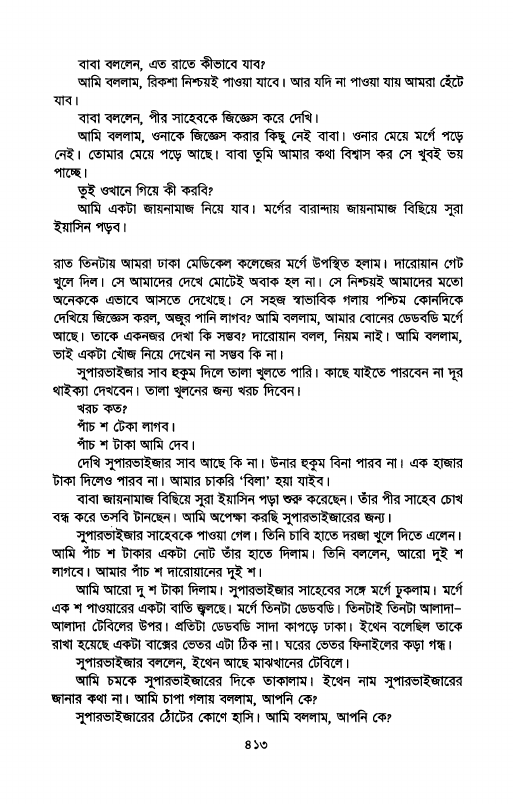 বাবা বললেন, এত রাতে কীভাবে যাব?
আমি বললাম, রিকশা নিশ্চয়ই পাওয়া যাবে। আর যদি না পাওয়া যায় আমরা হেঁটে
যাব।
বাবা বললেন, পীর সাহেবকে জিজ্ঞেস করে দেখি।
আমি বললাম, ওনাকে জিজ্ঞেস করার কিছু নেই বাবা। ওনার মেয়ে মর্গে পড়ে
নেই। তোমার মেয়ে পড়ে আছে। বাবা তুমি আমার কথা বিশ্বাস কর সে খুবই ভয়
পাচ্ছে।
তুই ওখানে গিয়ে কী করবি?
আমি একটা জায়নামাজ নিয়ে যাব। মর্গের বারান্দায় জায়নামাজ বিছিয়ে সুরা
ইয়াসিন পড়ব।
রাত তিনটায় আমরা ঢাকা মেডিকেল কলেজের মর্গে উপস্থিত হলাম। দারোয়ান গেট
খুলে দিল। সে আমাদের দেখে মোটেই অবাক হল না। সে নিশ্চয়ই আমাদের মতো
অনেককে এভাবে আসতে দেখেছে। সে সহজ স্বাভাবিক গলায় পশ্চিম কোনদিকে
দেখিয়ে জিজ্ঞেস করল, অজুর পানি লাগব? আমি বললাম, আমার বোনের ডেডবডি মর্গে
আছে। তাকে একনজর দেখা কি সম্ভব? দারোয়ান বলল, নিয়ম নাই। আমি বললাম,
ভাই একটা খোঁজ নিয়ে দেখেন না সম্ভব কি না।
সুপারভাইজার সাব হুকুম দিলে তালা খুলতে পারি। কাছে যাইতে পারবেন না দূর
থাইক্যা দেখবেন। তালা খুলনের জন্য খরচ দিবেন।
খরচ কত?
পাঁচ শ টেকা লাগব।
পাঁচ শ টাকা আমি দেব।
দেখি সুপারভাইজার সাব আছে কি না। উনার হুকুম বিনা পারব না। এক হাজার
টাকা দিলেও পারব না। আমার চাকরি ‘বিলা’ হয়া যাইব।
বাবা জায়নামাজ বিছিয়ে সুরা ইয়াসিন পড়া শুরু করেছেন। তাঁর পীর সাহেব চোখ
বন্ধ করে তসবি টানছেন। আমি অপেক্ষা করছি সুপারভাইজারের জন্য।
সুপারভাইজার সাহেবকে পাওয়া গেল। তিনি চাবি হাতে দরজা খুলে দিতে এলেন।
আমি পাঁচ শ টাকার একটা নোট তাঁর হাতে দিলাম। তিনি বললেন, আরো দুই শ
লাগবে। আমার পাঁচ শ দারোয়ানের দুই শ।
আমি আরো দু শ টাকা দিলাম। সুপারভাইজার সাহেবের সঙ্গে মর্গে ঢুকলাম। মর্গে
এক শ পাওয়ারের একটা বাতি জ্বলছে। মর্গে তিনটা ডেডবডি। তিনটাই তিনটা আলাদা–
আলাদা টেবিলের উপর। প্রতিটা ডেডবডি সাদা কাপড়ে ঢাকা। ইথেন বলেছিল তাকে
রাখা হয়েছে একটা বাক্সের ভেতর এটা ঠিক না। ঘরের ভেতর ফিনাইলের কড়া গন্ধ।
সুপারভাইজার বললেন, ইথেন আছে মাঝখানের টেবিলে।
আমি চমকে সুপারভাইজারের দিকে তাকালাম। ইথেন নাম সুপারভাইজারের
জানার কথা না। আমি চাপা গলায় বললাম, আপনি কে?
সুপারভাইজারের ঠোঁটের কোণে হাসি। আমি বললাম, আপনি কে?
৪১৩